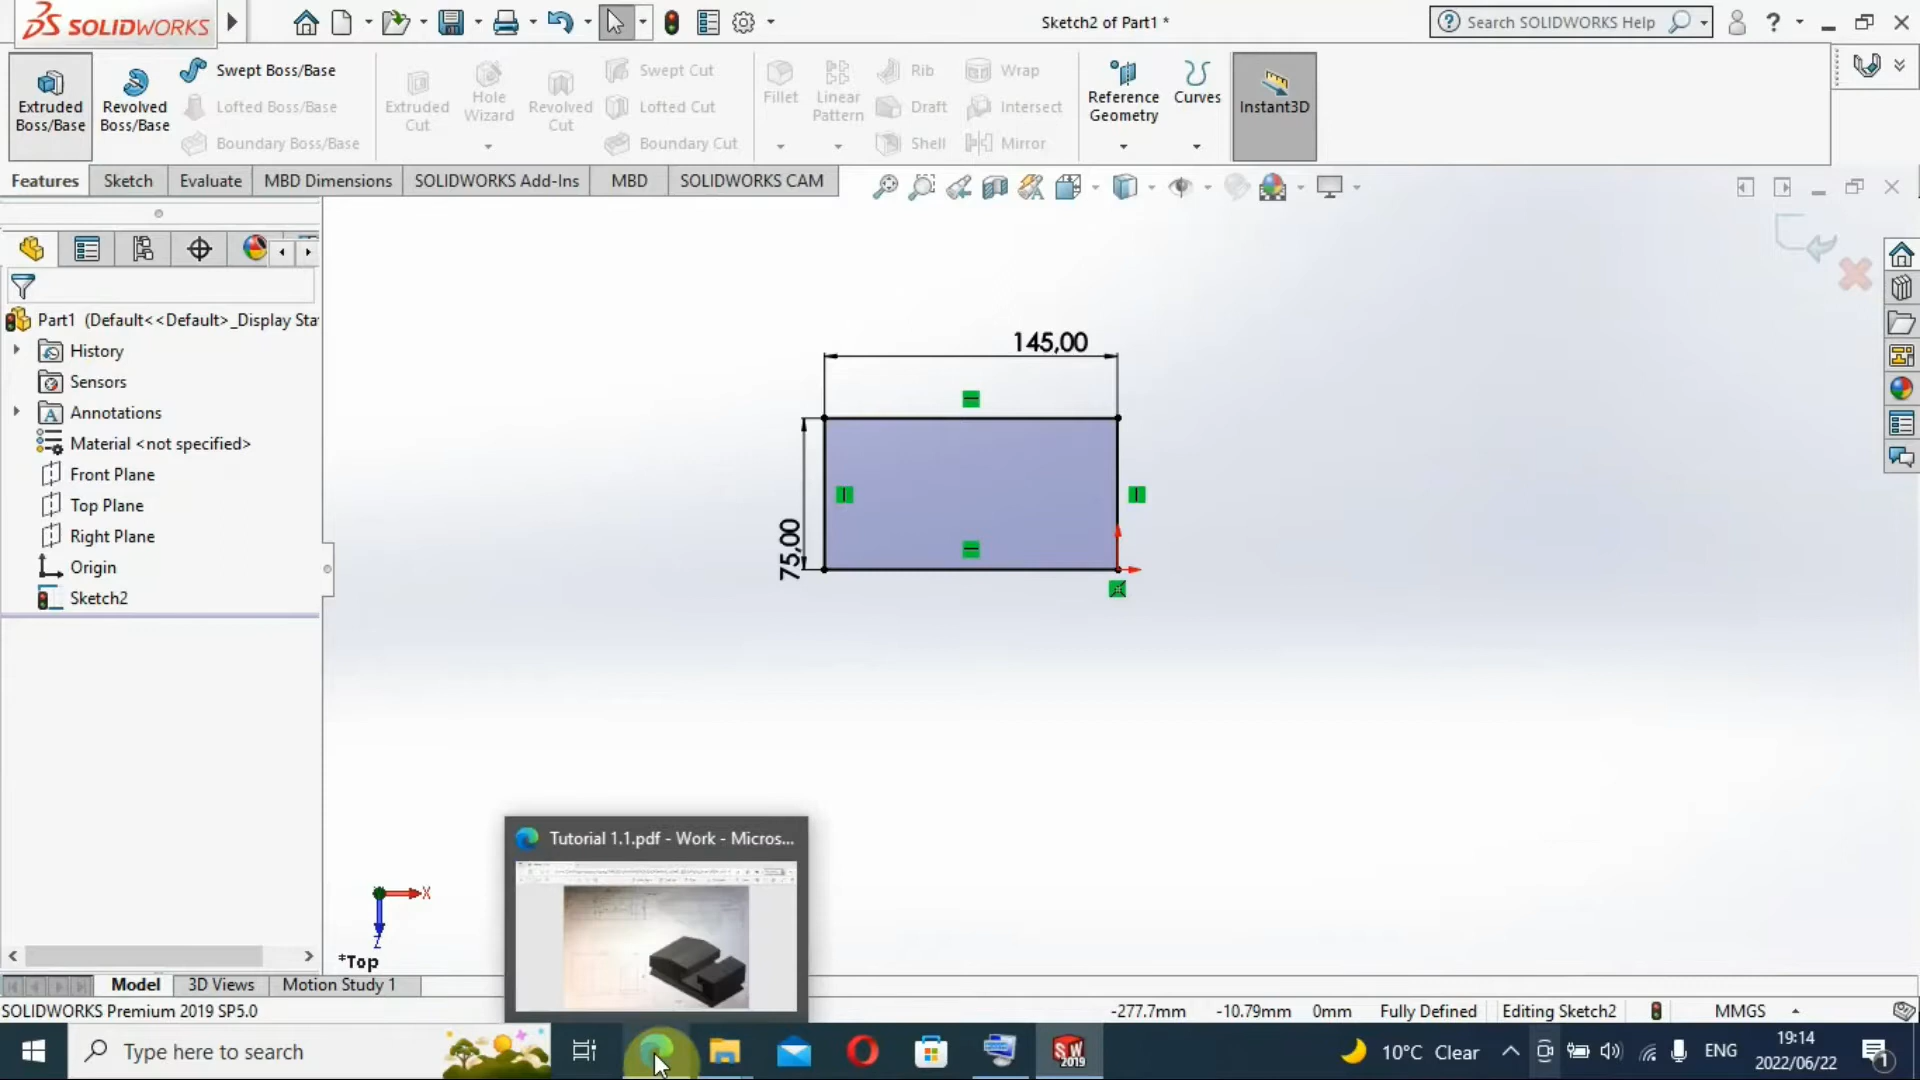 SOLIDWORKS
Sketch2 of Part1 *
Search SOLIDWORKS Help
Extruded Boss/Base
Revolved Boss/Base
Swept Boss/Base
Lofted Boss/Base
Boundary Boss/Base
Extruded Cut
Hole Wizard
Revolved Cut
Swept Cut
Lofted Cut
Boundary Cut
Fillet
Linear Pattern
Rib
Draft
Shell
Wrap
Intersect
Mirror
Reference Geometry
Curves
Instant3D
Features
Sketch
Evaluate
MBD Dimensions
SOLIDWORKS Add-Ins
MBD
SOLIDWORKS CAM
Part1 (Default<<Default>_Display Sta
History
Sensors
Annotations
Material <not specified>
Front Plane
Top Plane
Right Plane
Origin
Sketch2
145,00
75,00
X
Z
*Top
Tutorial 1.1.pdf - Work - Micros...
Model
3D Views
Motion Study 1
SOLIDWORKS Premium 2019 SP5.0
-277.7mm
-10.79mm
0mm
Fully Defined
Editing Sketch2
MMGS
Type here to search
SW
2019
10°C Clear
ENG
19:14
2022/06/22
1